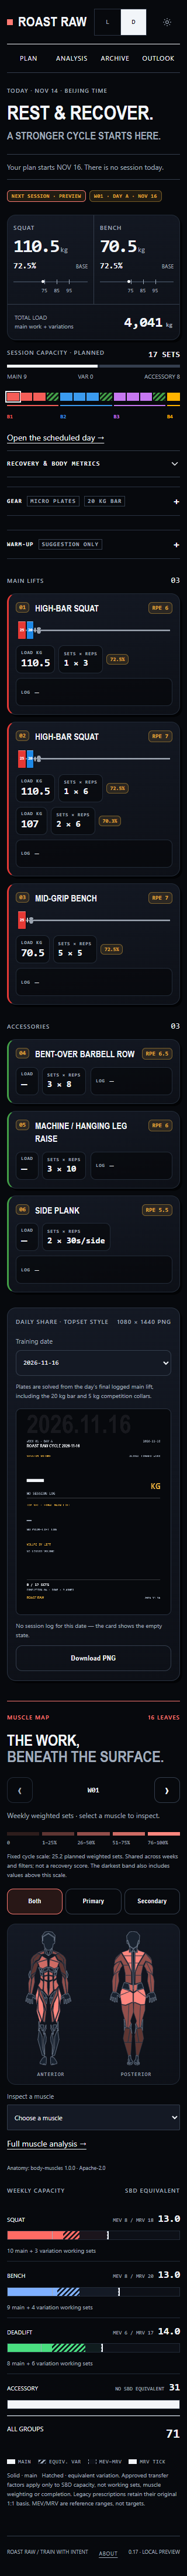 ROAST RAW
L
D
PLAN
ANALYSIS
ARCHIVE
OUTLOOK
TODAY · NOV 14 · BEIJING TIME
REST & RECOVER.
A STRONGER CYCLE STARTS HERE.
Your plan starts NOV 16. There is no session today.
NEXT SESSION · PREVIEW
W01 · DAY A · NOV 16
SQUAT
110.5kg
72.5%
BASE
75 85 95
BENCH
70.5kg
72.5%
BASE
75 85 95
TOTAL LOAD
main work + variations
4,041 kg
SESSION CAPACITY · PLANNED
17 SETS
MAIN 9
VAR 0
ACCESSORY 8
B1
B2
B3
B4
Open the scheduled day →
RECOVERY & BODY METRICS
GEAR
MICRO PLATES
20 KG BAR
+
WARM-UP
SUGGESTION ONLY
+
MAIN LIFTS
03
01
HIGH-BAR SQUAT
RPE 6
LOAD KG
110.5
SETS × REPS
1 × 3
72.5%
LOG —
02
HIGH-BAR SQUAT
RPE 7
LOAD KG
110.5
SETS × REPS
1 × 6
72.5%
LOAD KG
107
SETS × REPS
2 × 6
70.3%
LOG —
03
MID-GRIP BENCH
RPE 7
LOAD KG
70.5
SETS × REPS
5 × 5
72.5%
LOG —
ACCESSORIES
03
04
BENT-OVER BARBELL ROW
RPE 6.5
LOAD
—
SETS × REPS
3 × 8
LOG —
05
MACHINE / HANGING LEG RAISE
RPE 6
LOAD
—
SETS × REPS
3 × 10
LOG —
06
SIDE PLANK
RPE 5.5
LOAD
—
SETS × REPS
2 × 30s/side
LOG —
DAILY SHARE · TOPSET STYLE
1080 × 1440 PNG
Training date
2026-11-16
Plates are solved from the day's final logged main lift,
including the 20 kg bar and 5 kg competition collars.
2026.11.16
ROAST RAW CYCLE 2026-11-16
KG
NO SESSION LOG
0 / 17 SETS
ROAST RAW
No session log for this date — the card shows the empty
state.
Download PNG
MUSCLE MAP
16 LEAVES
THE WORK,
BENEATH THE SURFACE.
‹
W01
›
Weekly weighted sets · select a muscle to inspect.
0
1–25%
26–50%
51–75%
76–100%
Fixed cycle scale: 25.2 planned weighted sets. Shared across weeks
and filters; not a recovery score. The darkest band also includes
values above this scale.
Both
Primary
Secondary
ANTERIOR
POSTERIOR
Inspect a muscle
Choose a muscle
Full muscle analysis →
Anatomy: body-muscles 1.0.0 · Apache-2.0
WEEKLY CAPACITY
SBD EQUIVALENT
SQUAT
MEV 8 / MRV 18
13.0
10 main + 3 variation working sets
BENCH
MEV 8 / MRV 20
13.0
9 main + 4 variation working sets
DEADLIFT
MEV 6 / MRV 17
14.0
8 main + 6 variation working sets
ACCESSORY
NO SBD EQUIVALENT
31
ALL GROUPS
71
MAIN
EQUIV. VAR
MEV–MRV
MRV TICK
Solid · main Hatched · equivalent variation. Approved transfer
factors apply only to SBD capacity, not working sets, muscle
weighting or completion. Legacy prescriptions retain their original
1:1 basis. MEV/MRV are reference ranges, not targets.
ROAST RAW / TRAIN WITH INTENT
ABOUT
0.17 · LOCAL PREVIEW